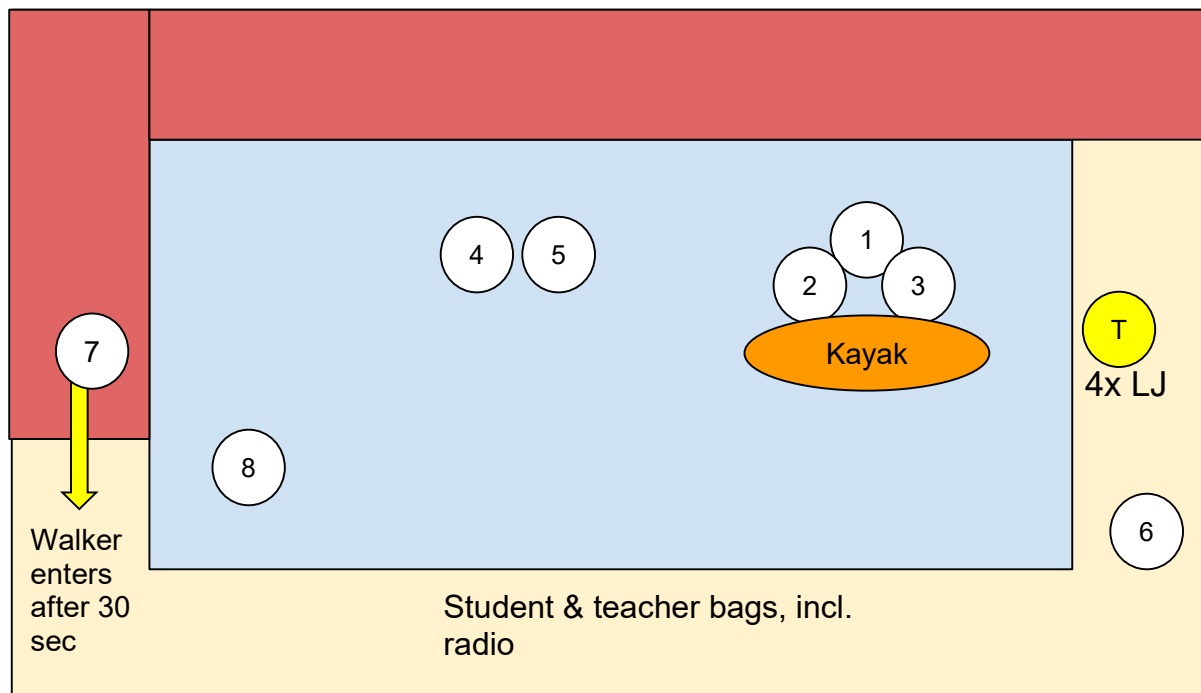 1
4
5
2
3
T
7
Kayak
4x LJ
8
6
Walker
enters
after 30
sec
Student & teacher bags, incl.
radio